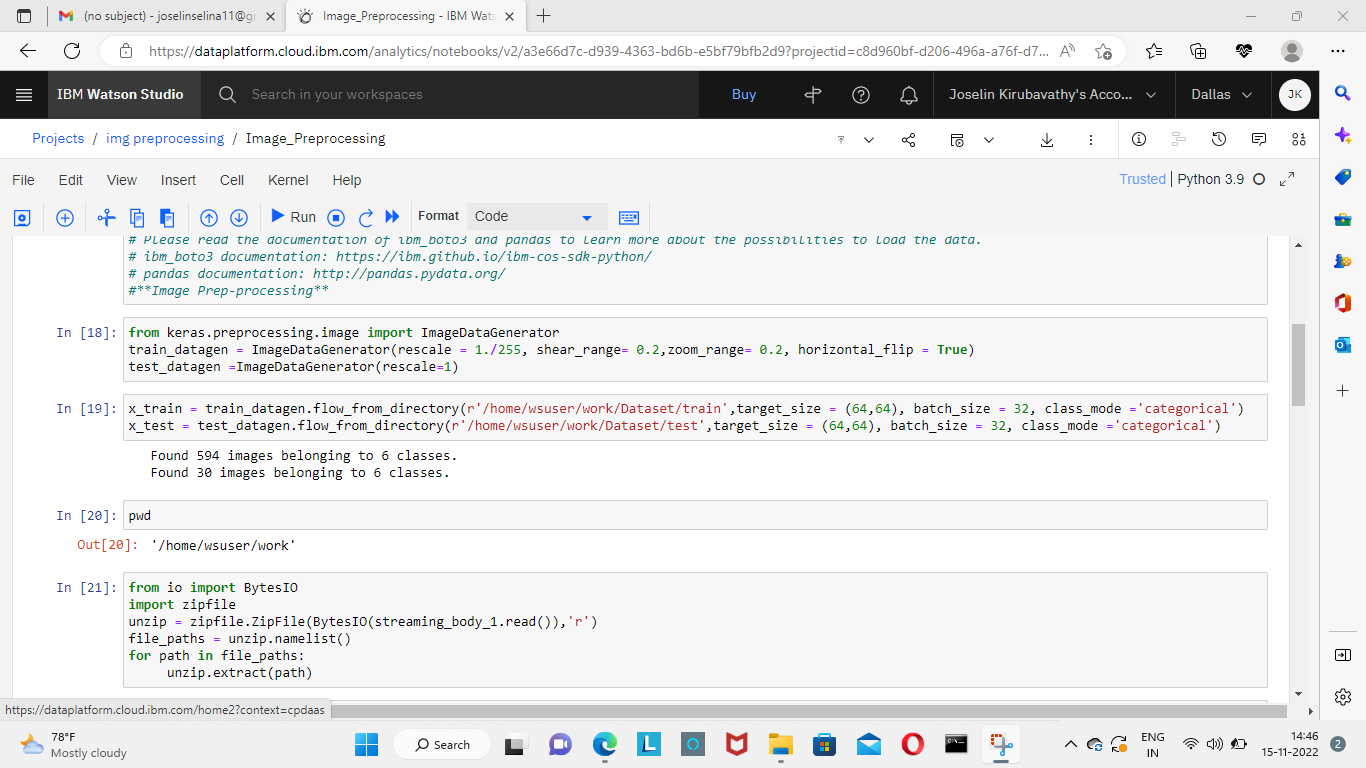 (no subject) - joselinselina11@gr
Image_Preprocessing - IBM Wats
https://dataplatform.cloud.ibm.com/analytics/notebooks/v2/a3e66d7c-d939-4363-bd6b-e5bf79bfb2d9?projectid=c8d960bf-d206-496a-a76f-d7...
IBM Watson Studio
Search in your workspaces
Buy
Joselin Kirubavathy's Acco...
Dallas
JK
Projects / img preprocessing / Image_Preprocessing
File Edit View Insert Cell Kernel Help
Trusted | Python 3.9
Run
Format
Code
# Please read the documentation of ibm_boto3 and pandas to learn more about the possibilities to load the data.
# ibm_boto3 documentation: https://ibm.github.io/ibm-cos-sdk-python/
# pandas documentation: http://pandas.pydata.org/
#**Image Prep-processing**
In [18]: from keras.preprocessing.image import ImageDataGenerator
train_datagen = ImageDataGenerator(rescale = 1./255, shear_range= 0.2,zoom_range= 0.2, horizontal_flip = True)
test_datagen =ImageDataGenerator(rescale=1)
In [19]: x_train = train_datagen.flow_from_directory(r'/home/wsuser/work/Dataset/train',target_size = (64,64), batch_size = 32, class_mode ='categorical')
x_test = test_datagen.flow_from_directory(r'/home/wsuser/work/Dataset/test',target_size = (64,64), batch_size = 32, class_mode ='categorical')
Found 594 images belonging to 6 classes.
Found 30 images belonging to 6 classes.
In [20]: pwd
Out[20]: '/home/wsuser/work'
In [21]: from io import BytesIO
import zipfile
unzip = zipfile.ZipFile(BytesIO(streaming_body_1.read()),'r')
file_paths = unzip.namelist()
for path in file_paths:
unzip.extract(path)
https://dataplatform.cloud.ibm.com/home2?context=cpdaas
78°F
Mostly cloudy
Search
ENG
IN
14:46
15-11-2022
2